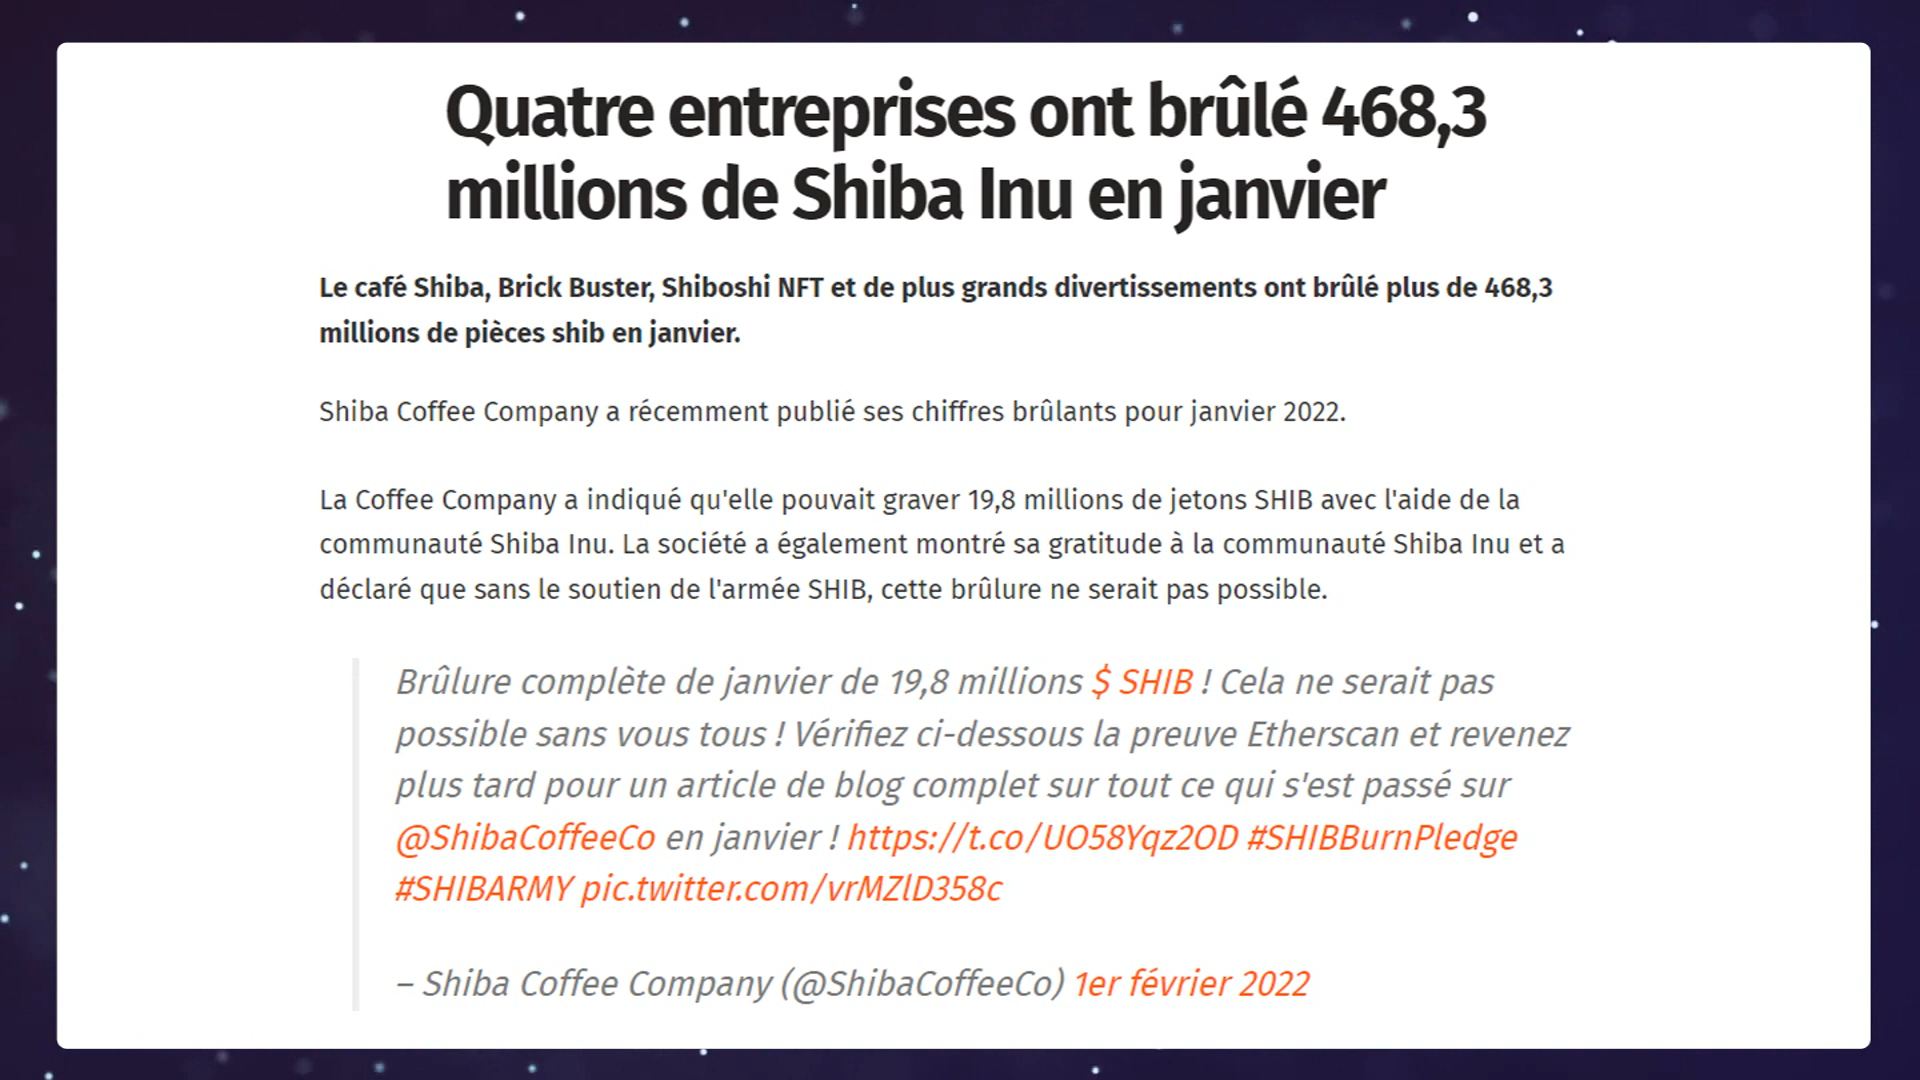 Quatre entreprises ont brûlé 468,3
millions de Shiba Inu en janvier
Le café Shiba, Brick Buster, Shiboshi NFT et de plus grands divertissements ont brûlé plus de 468,3
millions de pièces shib en janvier.
Shiba Coffee Company a récemment publié ses chiffres brûlants pour janvier 2022.
La Coffee Company a indiqué qu'elle pouvait graver 19,8 millions de jetons SHIB avec l'aide de la
communauté Shiba Inu. La société a également montré sa gratitude à la communauté Shiba Inu et a
déclaré que sans le soutien de l'armée SHIB, cette brûlure ne serait pas possible.
Brûlure complète de janvier de 19,8 millions $ SHIB ! Cela ne serait pas
possible sans vous tous ! Vérifiez ci-dessous la preuve Etherscan et revenez
plus tard pour un article de blog complet sur tout ce qui s'est passé sur
@ShibaCoffeeCo en janvier ! https://t.co/UO58Yqz2OD #SHIBBurnPledge
#SHIBARMY pic.twitter.com/vrMZlD358c
– Shiba Coffee Company (@ShibaCoffeeCo) 1er février 2022